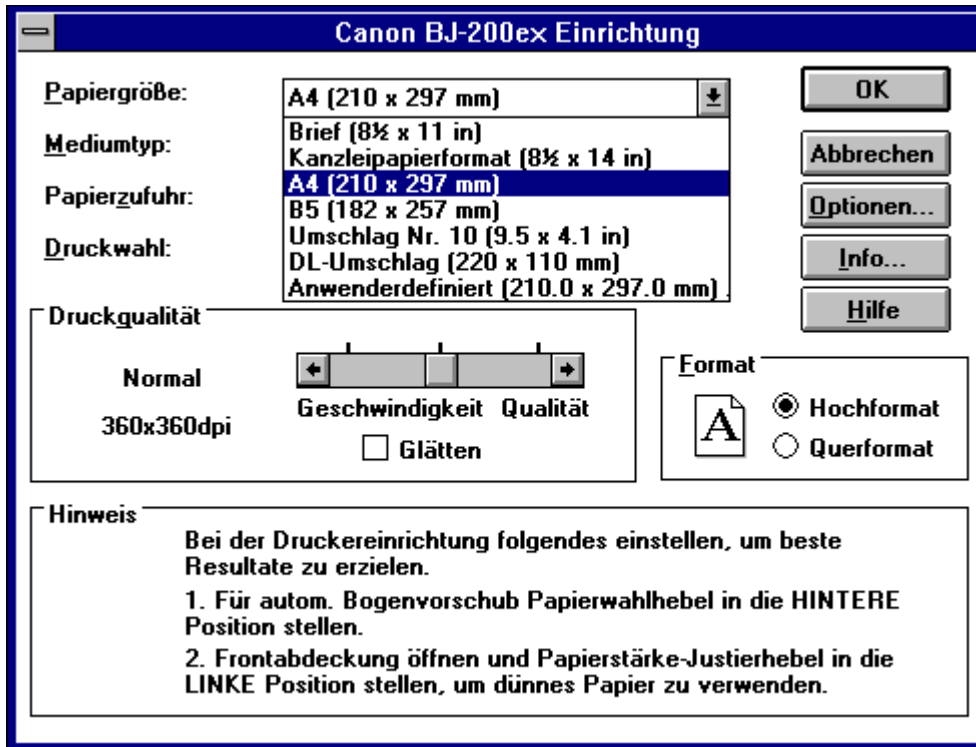 Canon BJ-200ex Einrichtung
Papiergröße:
A4 (210 x 297 mm)
OK
Brief (8½ x 11 in)
Mediumtyp:
Kanzleipapierformat (8½ x 14 in)
Abbrechen
A4 (210 x 297 mm)
Papierzufuhr:
B5 (182 x 257 mm)
Optionen...
Umschlag Nr. 10 (9.5 x 4.1 in)
Druckwahl:
DL-Umschlag (220 x 110 mm)
Info...
Anwenderdefiniert (210.0 x 297.0 mm) .
Hilfe
Druckqualität
Normal
360x360dpi
Geschwindigkeit Qualität
Glätten
Format
A
Hochformat
Querformat
Hinweis
Bei der Druckereinrichtung folgendes einstellen, um beste
Resultate zu erzielen.
1. Für autom. Bogenvorschub Papierwahlhebel in die HINTERE
Position stellen.
2. Frontabdeckung öffnen und Papierstärke-Justierhebel in die
LINKE Position stellen, um dünnes Papier zu verwenden.